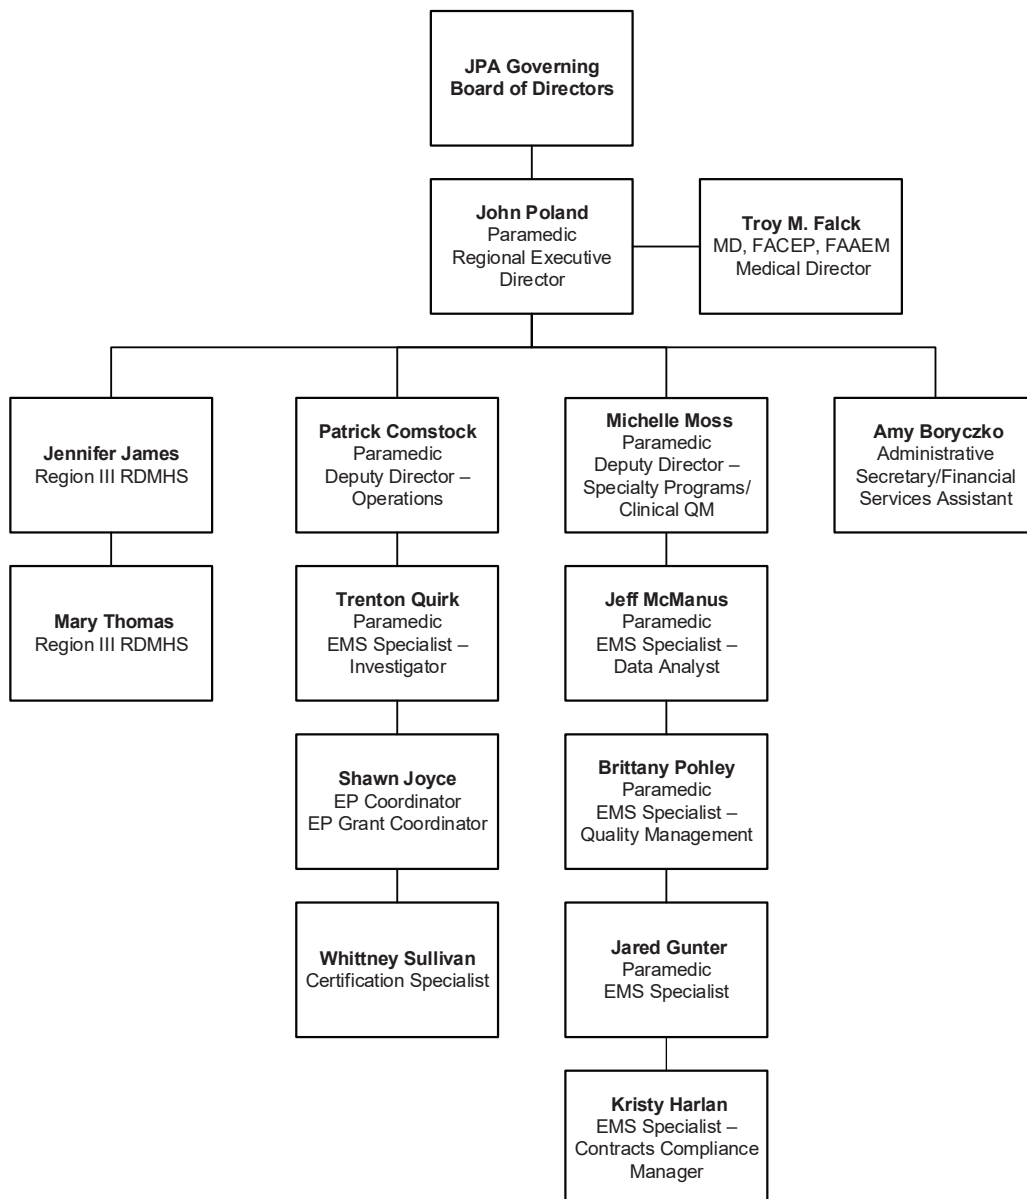 JPA Governing
Board of Directors
John Poland
Paramedic
Regional Executive
Director
Troy M. Falck
MD, FACEP, FAAEM
Medical Director
Jennifer James
Region III RDMHS
Patrick Comstock
Paramedic
Deputy Director –
Operations
Michelle Moss
Paramedic
Deputy Director –
Specialty Programs/
Clinical QM
Amy Boryczko
Administrative
Secretary/Financial
Services Assistant
Mary Thomas
Region III RDMHS
Trenton Quirk
Paramedic
EMS Specialist –
Investigator
Jeff McManus
Paramedic
EMS Specialist –
Data Analyst
Shawn Joyce
EP Coordinator
EP Grant Coordinator
Brittany Pohley
Paramedic
EMS Specialist –
Quality Management
Whittney Sullivan
Certification Specialist
Jared Gunter
Paramedic
EMS Specialist
Kristy Harlan
EMS Specialist –
Contracts Compliance
Manager